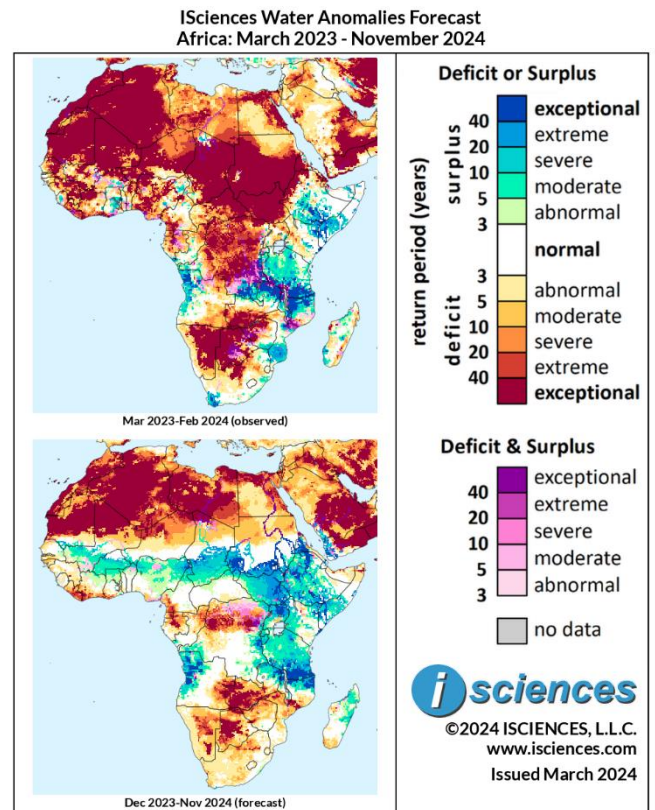 ISciences Water Anomalies Forecast
Africa: March 2023 - November 2024
Mar 2023-Feb 2024 (observed)
Dec 2023-Nov 2024 (forecast)
Deficit or Surplus
return period (years)
surplus
deficit
exceptional
40
extreme
20
severe
10
moderate
5
abnormal
3
normal
3
abnormal
5
moderate
10
severe
20
extreme
40
exceptional
Deficit & Surplus
exceptional
40
extreme
20
severe
10
moderate
5
abnormal
3
no data
i sciences
©2024 ISCIENCES, L.L.C.
www.isciences.com
Issued March 2024